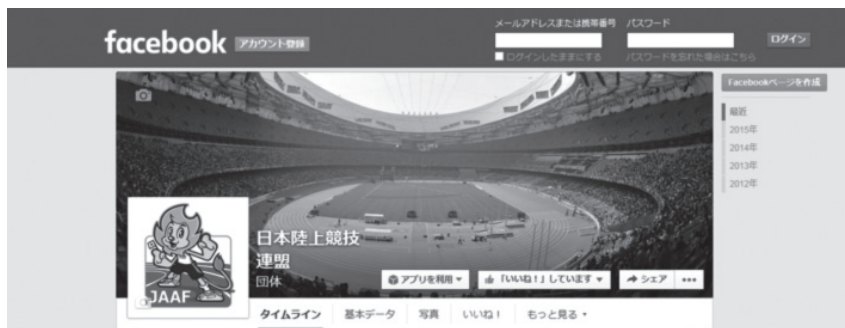 メールアドレスまたは携帯番号 パスワード
facebook アカウント登録 ログイン
ログインしたままにする パスワードを忘れた場合はこちら
Facebookページを作成
最近
2015年
2014年
2013年
2012年
日本陸上競技
連盟
団体
JAAF
アプリを利用 「いいね!」しています シェア •••
タイムライン 基本データ 写真 いいね! もっと見る